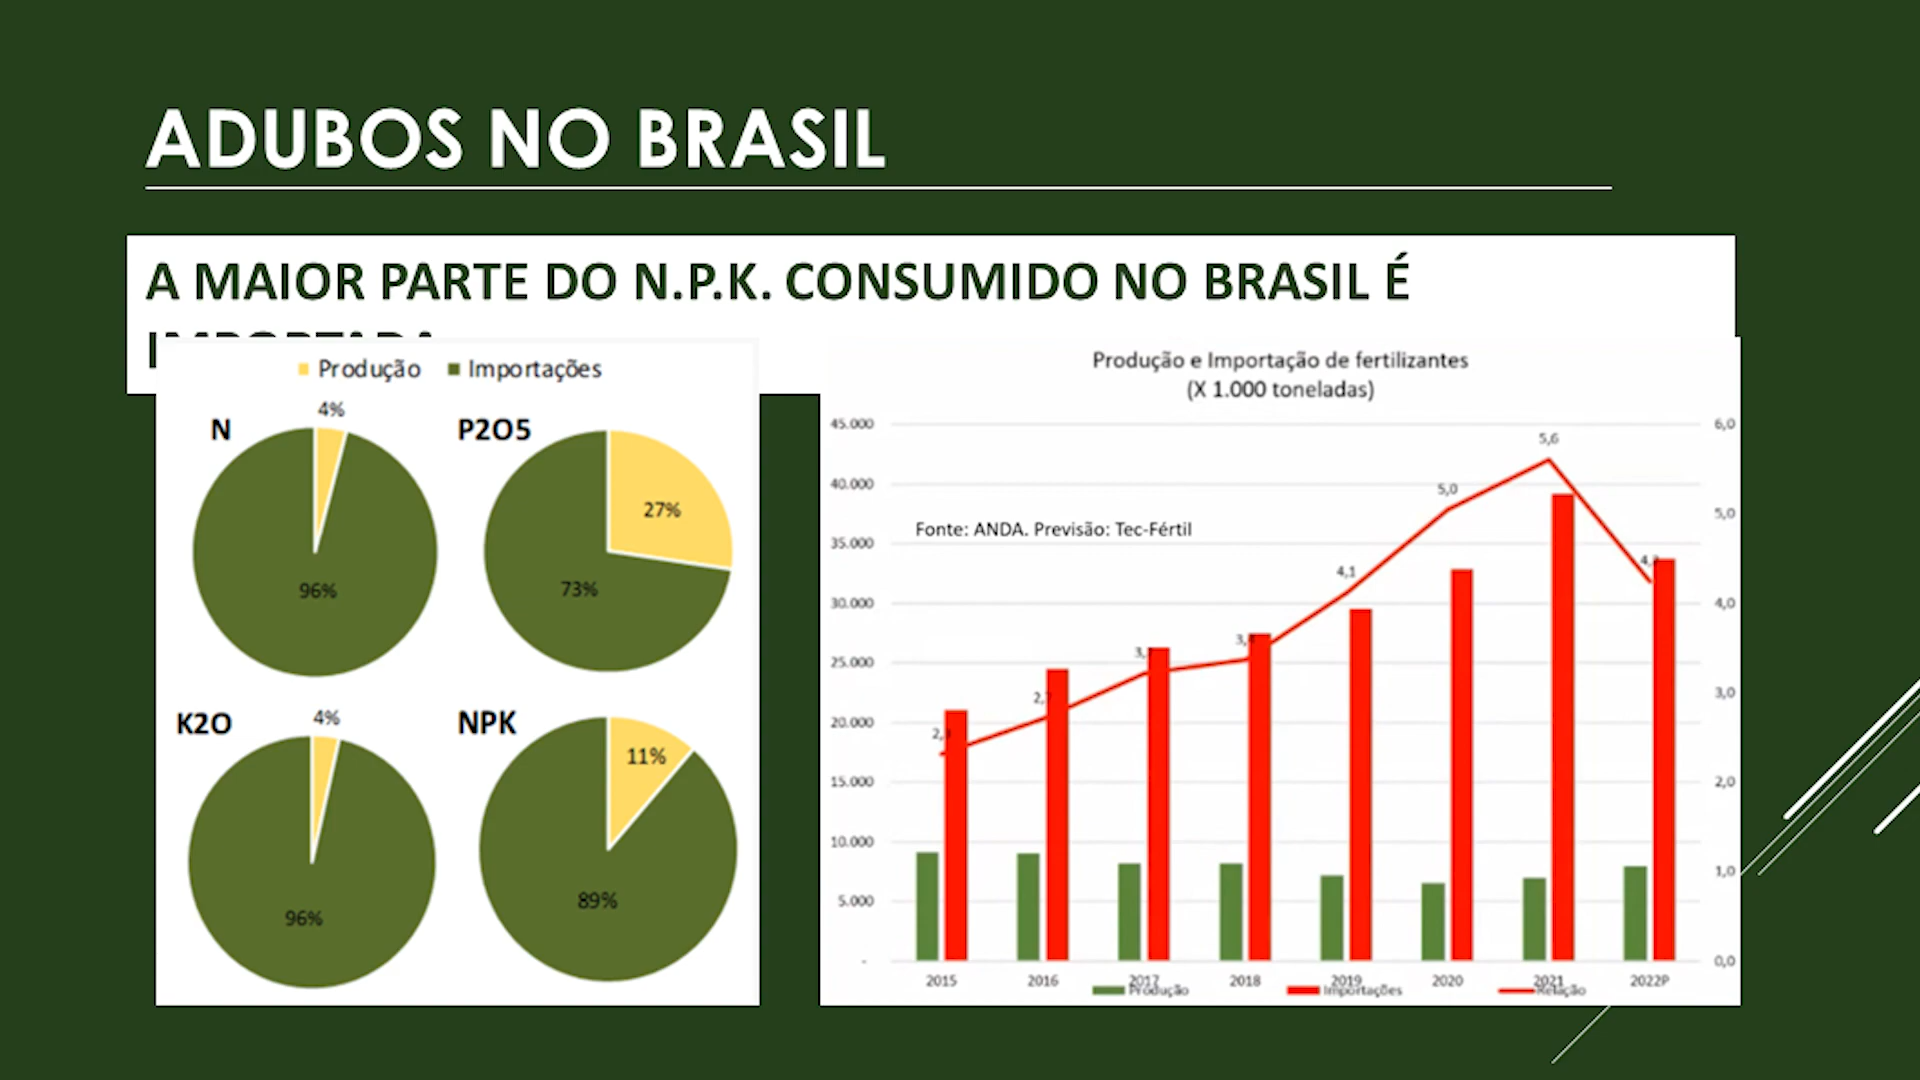 ADUBOS NO BRASIL
A MAIOR PARTE DO N.P.K. CONSUMIDO NO BRASIL É
Produção Importações
N
4%
96%
P2O5
27%
73%
K2O
4%
96%
NPK
11%
89%
Produção e Importação de fertilizantes
(X 1.000 toneladas)
Fonte: ANDA. Previsão: Tec-Fértil
45.000
40.000
35.000
30.000
25.000
20.000
15.000
10.000
5.000
-
6,0
5,0
4,0
3,0
2,0
1,0
0,0
4,1
5,0
5,6
2015 2016 2017 2018 2019 2020 2021 2022P
Produção Importações Relação